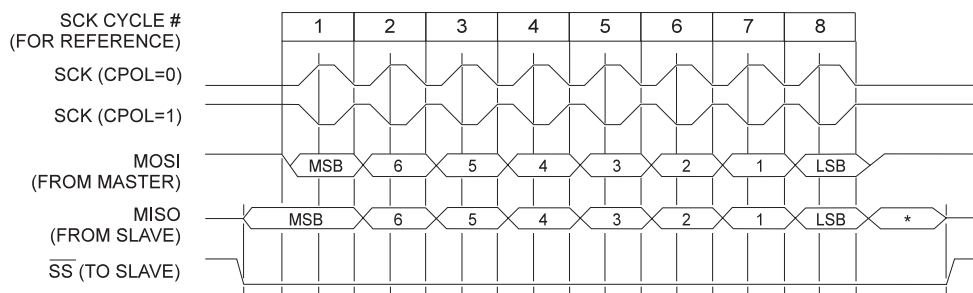 SCK CYCLE # 1 2 3 4 5 6 7 8
(FOR REFERENCE)
SCK (CPOL=0)
SCK (CPOL=1)
MOSI MSB 6 5 4 3 2 1 LSB
(FROM MASTER)
MISO MSB 6 5 4 3 2 1 LSB *
(FROM SLAVE)
SS (TO SLAVE)